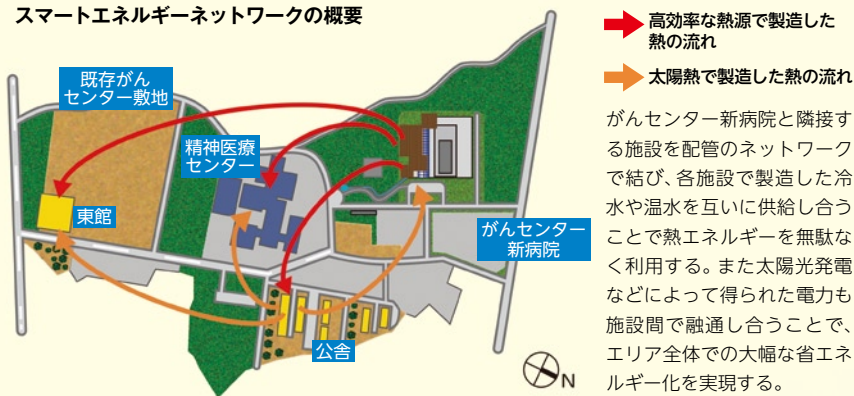 スマートエネルギーネットワークの概要
既存がん
センター敷地
精神医療
センター
東館
がんセンター
新病院
公舎
N
高効率な熱源で製造した
熱の流れ
太陽熱で製造した熱の流れ
がんセンター新病院と隣接す
る施設を配管のネットワーク
で結び、各施設で製造した冷
水や温水を互いに供給し合う
ことで熱エネルギーを無駄な
く利用する。また太陽光発電
などによって得られた電力も
施設間で融通し合うことで、
エリア全体での大幅な省エネ
ルギー化を実現する。